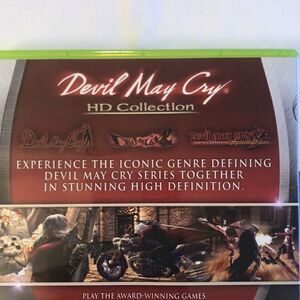 Devil May Cry
HD Collection
Devil May Cry
EXPERIENCE THE ICONIC GENRE DEFINING
DEVIL MAY CRY SERIES TOGETHER
IN STUNNING HIGH DEFINITION.
PLAY THE AWARD-WINNING GAMES